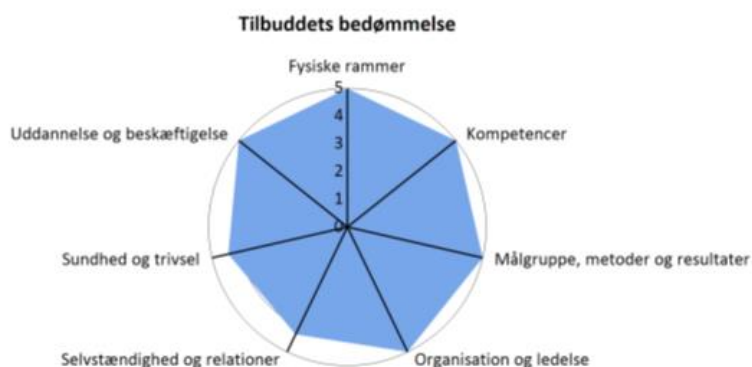 Tilbuddets bedømmelse
Fysiske rammer
5
4
3
2
1
0
Kompetencer
Målgruppe, metoder og resultater
Organisation og ledelse
Selvstændighed og relationer
Sundhed og trivsel
Uddannelse og beskæftigelse